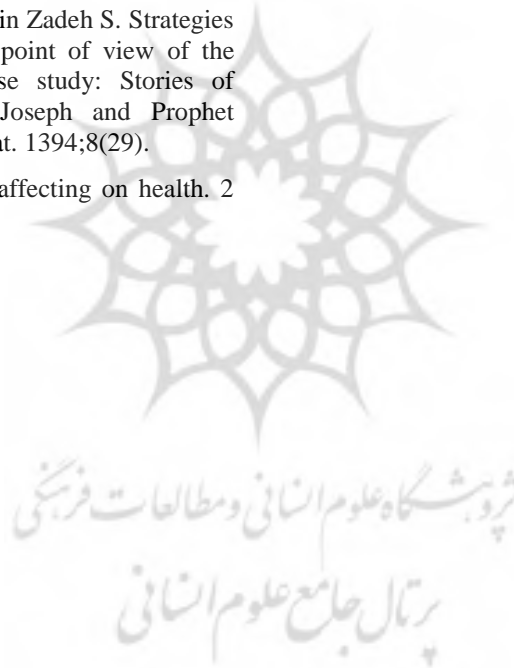 in Zadeh S. Strategies
point of view of the
se study: Stories of
Joseph and Prophet
at. 1394;8(29).
affecting on health. 2
پژوهشگاه علوم انسانی و مطالعات فرهنگی
پرتال جامع علوم انسانی